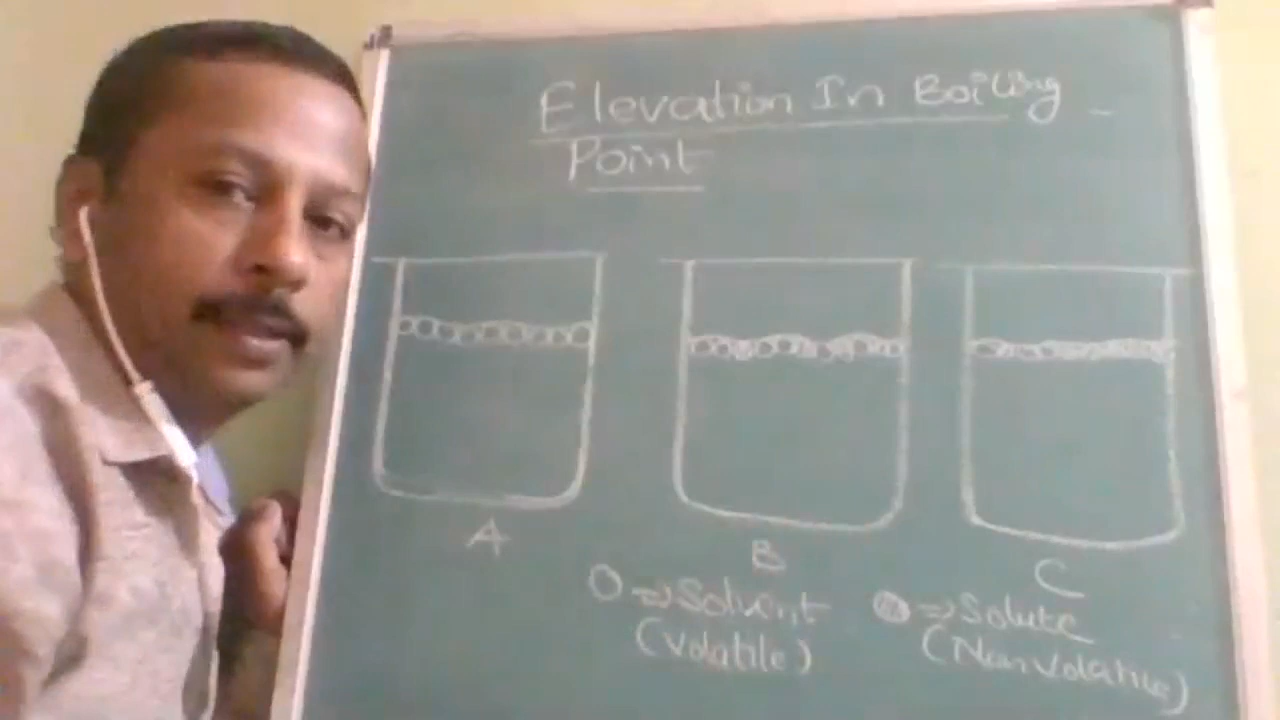 Elevation In Boiling
Point
A
B
C
O => Solvent
(Volatile)
=> Solute
(Non Volatile)